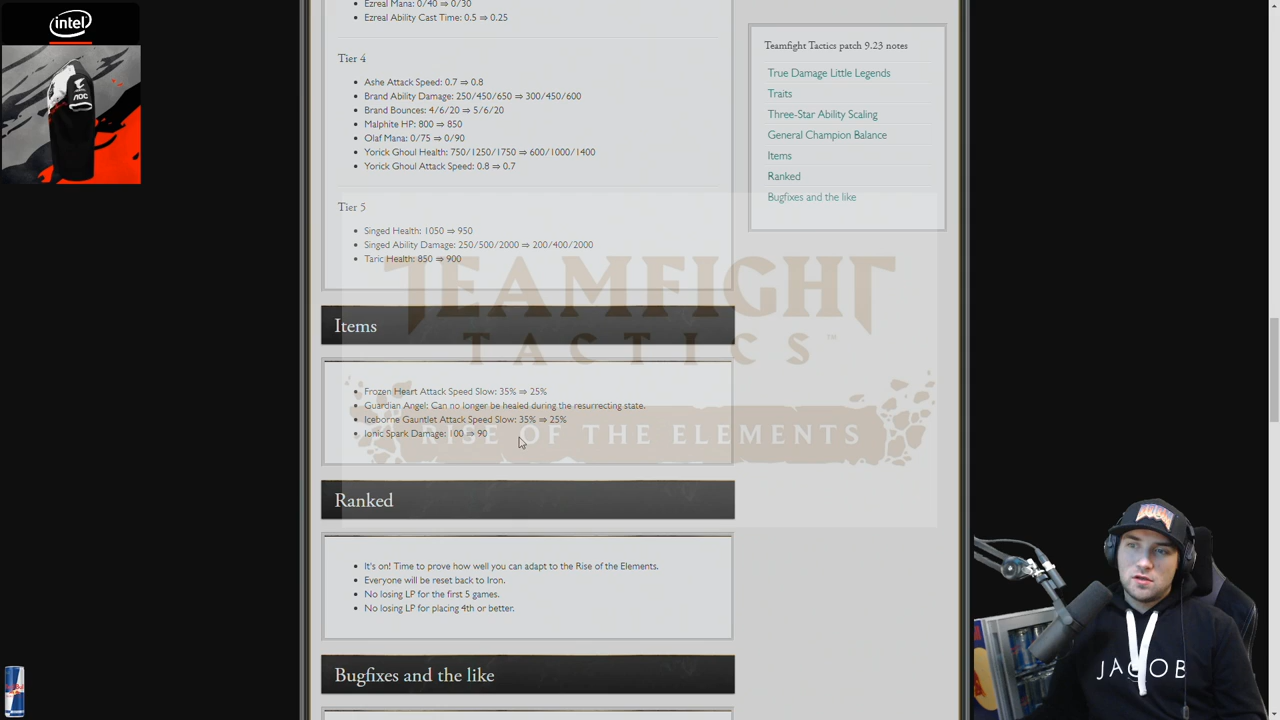 intel
AOC
Ezreal Mana: 0/40 ⇒ 0/30
Ezreal Ability Cast Time: 0.5 ⇒ 0.25
Tier 4
Ashe Attack Speed: 0.7 ⇒ 0.8
Brand Ability Damage: 250/450/650 ⇒ 300/450/600
Brand Bounces: 4/6/20 ⇒ 5/6/20
Malphite HP: 800 ⇒ 850
Olaf Mana: 0/75 ⇒ 0/90
Yorick Ghoul Health: 750/1250/1750 ⇒ 600/1000/1400
Yorick Ghoul Attack Speed: 0.8 ⇒ 0.7
Tier 5
Singed Health: 1050 ⇒ 950
Singed Ability Damage: 250/500/2000 ⇒ 200/400/2000
Taric Health: 850 ⇒ 900
Items
Frozen Heart Attack Speed Slow: 35% ⇒ 25%
Guardian Angel: Can no longer be healed during the resurrecting state.
Iceborne Gauntlet Attack Speed Slow: 35% ⇒ 25%
Ionic Spark Damage: 100 ⇒ 90
Ranked
It's on! Time to prove how well you can adapt to the Rise of the Elements.
Everyone will be reset back to Iron.
No losing LP for the first 5 games.
No losing LP for placing 4th or better.
Bugfixes and the like
Teamfight Tactics patch 9.23 notes
True Damage Little Legends
Traits
Three-Star Ability Scaling
General Champion Balance
Items
Ranked
Bugfixes and the like
TEAMFIGHT
TACTICS™
RISE OF THE ELEMENTS
DOOM
JACOB